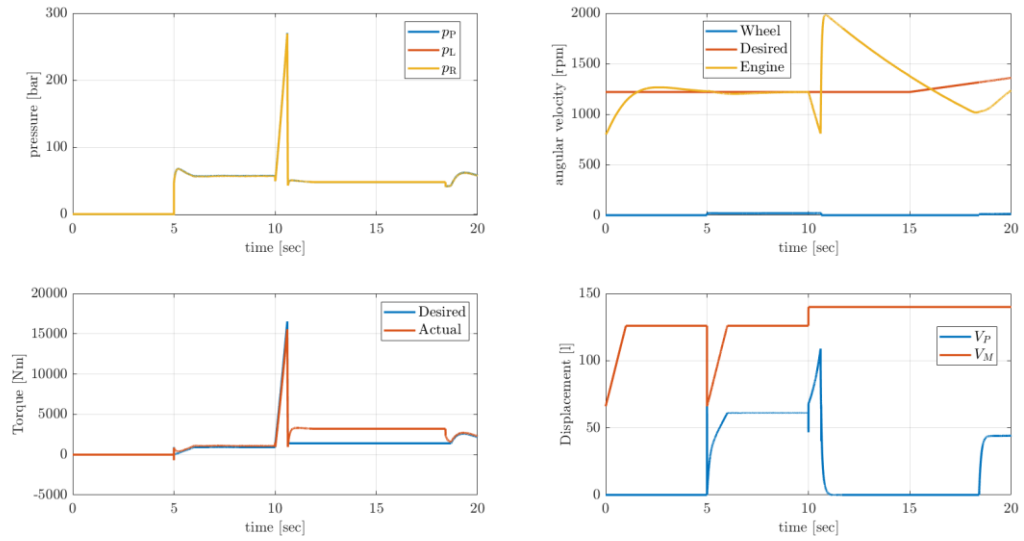 300
200
100
0
0
5
10
15
20
pressure [bar]
time [sec]
pP
pL
pR
2000
1500
1000
500
0
0
5
10
15
20
angular velocity [rpm]
time [sec]
Wheel
Desired
Engine
20000
15000
10000
5000
0
-5000
0
5
10
15
20
Torque [Nm]
time [sec]
Desired
Actual
150
100
50
0
0
5
10
15
20
Displacement [l]
time [sec]
VP
VM